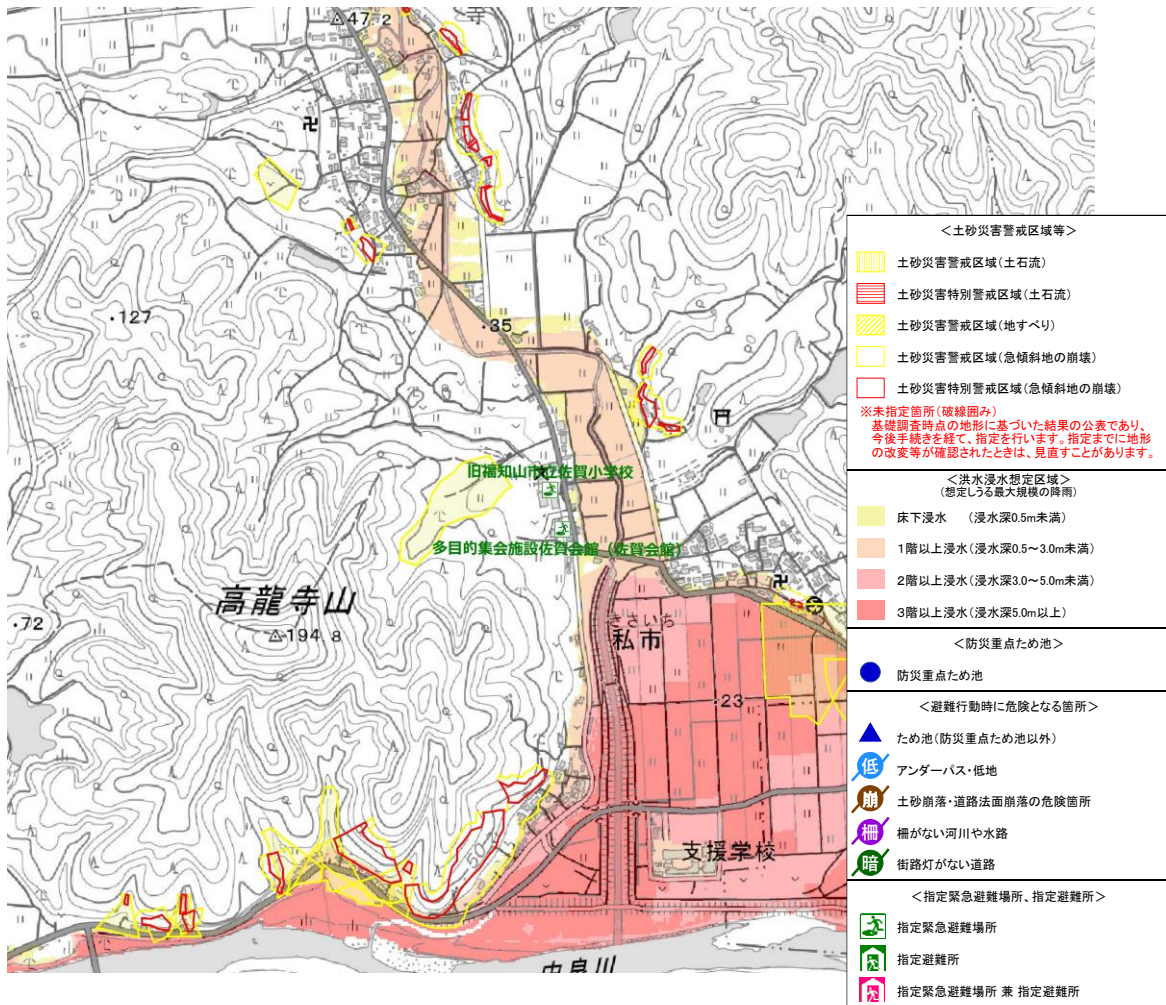 47.2
寺
卍
・127
・35
旧福知山市立佐賀小学校
多目的集会施設佐賀会館（佐賀会館）
高龍寺山
194.8
・72
卍
きさいち
私市
・23
支援学校
50
由良川
＜土砂災害警戒区域等＞
土砂災害警戒区域（土石流）
土砂災害特別警戒区域（土石流）
土砂災害警戒区域（地すべり）
土砂災害警戒区域（急傾斜地の崩壊）
土砂災害特別警戒区域（急傾斜地の崩壊）
※未指定箇所（破線囲み）
基礎調査時点の地形に基づいた結果の公表であり、
今後手続きを経て、指定を行います。指定までに地形
の改変等が確認されたときは、見直すことがあります。
＜洪水浸水想定区域＞
（想定しうる最大規模の降雨）
床下浸水　（浸水深0.5m未満）
1階以上浸水（浸水深0.5～3.0m未満）
2階以上浸水（浸水深3.0～5.0m未満）
3階以上浸水（浸水深5.0m以上）
＜防災重点ため池＞
防災重点ため池
＜避難行動時に危険となる箇所＞
ため池（防災重点ため池以外）
低 アンダーパス・低地
崩 土砂崩落・道路法面崩落の危険箇所
柵 柵がない河川や水路
暗 街路灯がない道路
＜指定緊急避難場所、指定避難所＞
指定緊急避難場所
指定避難所
指定緊急避難場所 兼 指定避難所